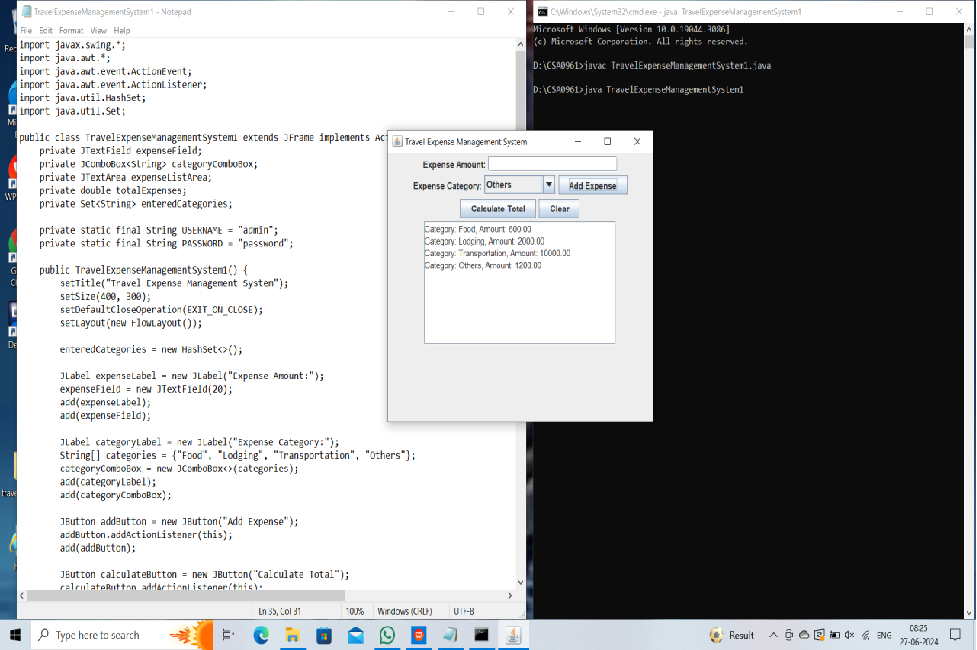 TravelExpenseManagementSystem1 - Notepad
File Edit Format View Help
import javax.swing.*;
import java.awt.*;
import java.awt.event.ActionEvent;
import java.awt.event.ActionListener;
import java.util.HashSet;
import java.util.Set;
public class TravelExpenseManagementSystem1 extends JFrame implements Ac
private JTextField expenseField;
private JComboBox<String> categoryComboBox;
private JTextArea expenseListArea;
private double totalExpenses;
private Set<String> enteredCategories;
private static final String USERNAME = "admin";
private static final String PASSWORD = "password";
public TravelExpenseManagementSystem1() {
setTitle("Travel Expense Management System");
setSize(400, 300);
setDefaultCloseOperation(EXIT_ON_CLOSE);
setLayout(new FlowLayout());
enteredCategories = new HashSet<>();
JLabel expenseLabel = new JLabel("Expense Amount:");
expenseField = new JTextField(20);
add(expenseLabel);
add(expenseField);
JLabel categoryLabel = new JLabel("Expense Category:");
String[] categories = {"Food", "Lodging", "Transportation", "Others"};
categoryComboBox = new JComboBox<>(categories);
add(categoryLabel);
add(categoryComboBox);
JButton addButton = new JButton("Add Expense");
addButton.addActionListener(this);
add(addButton);
JButton calculateButton = new JButton("Calculate Total");
calculateButton.addActionListener(this);
Ln 35, Col 31 100% Windows (CRLF) UTF-8
C:\Windows\System32\cmd.exe - java TravelExpenseManagementSystem1
Microsoft Windows [Version 10.0.19044.3086]
(c) Microsoft Corporation. All rights reserved.
D:\CSA0961>javac TravelExpenseManagementSystem1.java
D:\CSA0961>java TravelExpenseManagementSystem1
Travel Expense Management System
Expense Amount:
Expense Category: Others Add Expense
Calculate Total Clear
Category: Food, Amount: 600.00
Category: Lodging, Amount: 2000.00
Category: Transportation, Amount: 10000.00
Category: Others, Amount: 1200.00
Type here to search
Result
ENG
08:25
27-06-2024